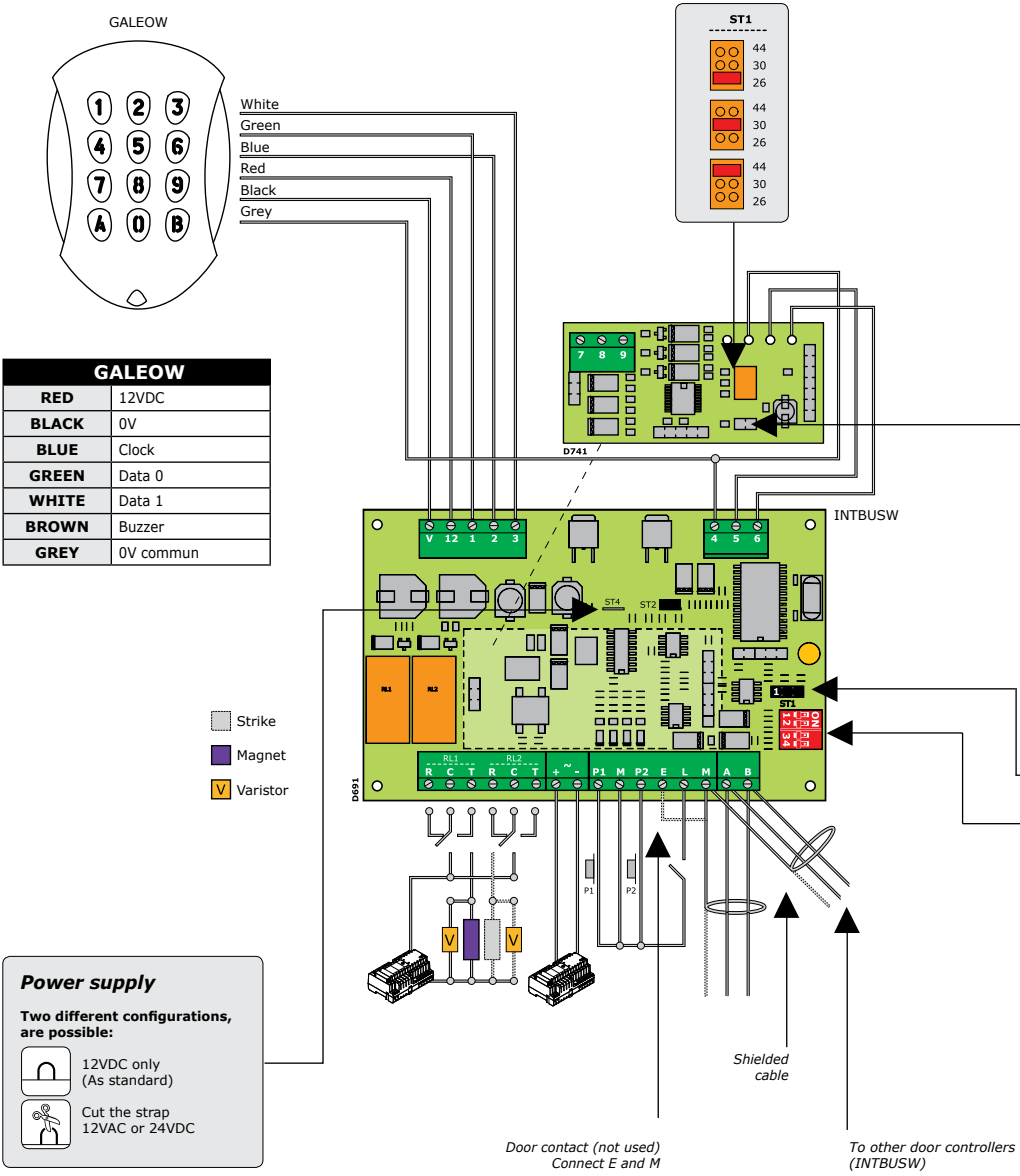 GALEOW
1 2 3
4 5 6
7 8 9
A 0 B
White
Green
Blue
Red
Black
Grey
ST1
44
30
26
44
30
26
44
30
26
GALEOW
RED 12VDC
BLACK 0V
BLUE Clock
GREEN Data 0
WHITE Data 1
BROWN Buzzer
GREY 0V commun
7 8 9
D741
INTBUSW
V 12 1 2 3
4 5 6
ST4
ST2
RL1
RL2
1
ST1
ON
1 2 3 4
Strike
Magnet
V Varistor
D691
RL1 RL2
R C T R C T + ~ - P1 M P2 E L M A B
P1
P2
V
V
Power supply
Two different configurations,
are possible:
12VDC only
(As standard)
Cut the strap
12VAC or 24VDC
Shielded
cable
Door contact (not used)
Connect E and M
To other door controllers
(INTBUSW)